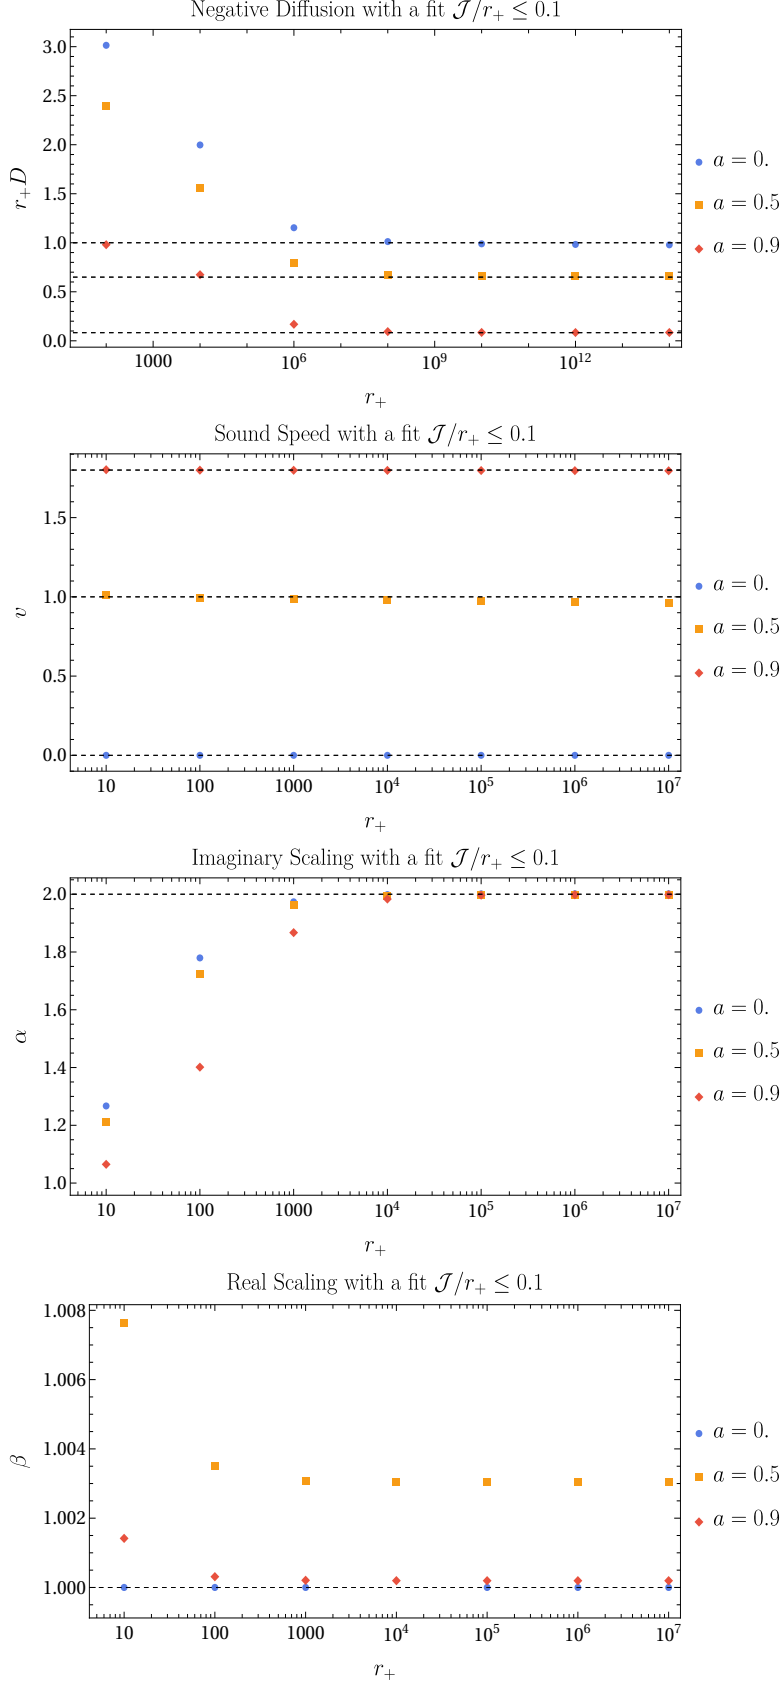 Negative Diffusion with a fit 𝒥/r₊ ≤ 0.1
3.0
2.5
2.0
1.5
1.0
0.5
0.0
r₊D
1000
10⁶
10⁹
10¹²
r₊
a = 0.
a = 0.5
a = 0.9
Sound Speed with a fit 𝒥/r₊ ≤ 0.1
1.5
1.0
0.5
0.0
v
10
100
1000
10⁴
10⁵
10⁶
10⁷
r₊
a = 0.
a = 0.5
a = 0.9
Imaginary Scaling with a fit 𝒥/r₊ ≤ 0.1
2.0
1.8
1.6
1.4
1.2
1.0
α
10
100
1000
10⁴
10⁵
10⁶
10⁷
r₊
a = 0.
a = 0.5
a = 0.9
Real Scaling with a fit 𝒥/r₊ ≤ 0.1
1.008
1.006
1.004
1.002
1.000
β
10
100
1000
10⁴
10⁵
10⁶
10⁷
r₊
a = 0.
a = 0.5
a = 0.9